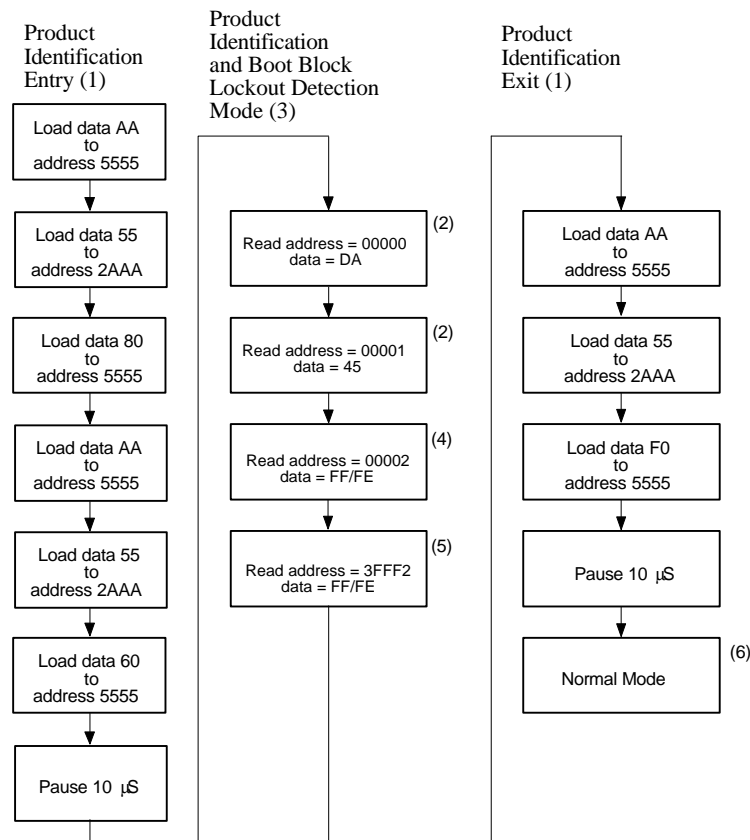 Product
Identification
Entry (1)
Load data AA
to
address 5555
Load data 55
to
address 2AAA
Load data 80
to
address 5555
Load data AA
to
address 5555
Load data 55
to
address 2AAA
Load data 60
to
address 5555
Pause 10 μS
Product
Identification
and Boot Block
Lockout Detection
Mode (3)
Read address = 00000
data = DA
(2)
Read address = 00001
data = 45
(2)
Read address = 00002
data = FF/FE
(4)
Read address = 3FFF2
data = FF/FE
(5)
Product
Identification
Exit (1)
Load data AA
to
address 5555
Load data 55
to
address 2AAA
Load data F0
to
address 5555
Pause 10 μS
Normal Mode
(6)